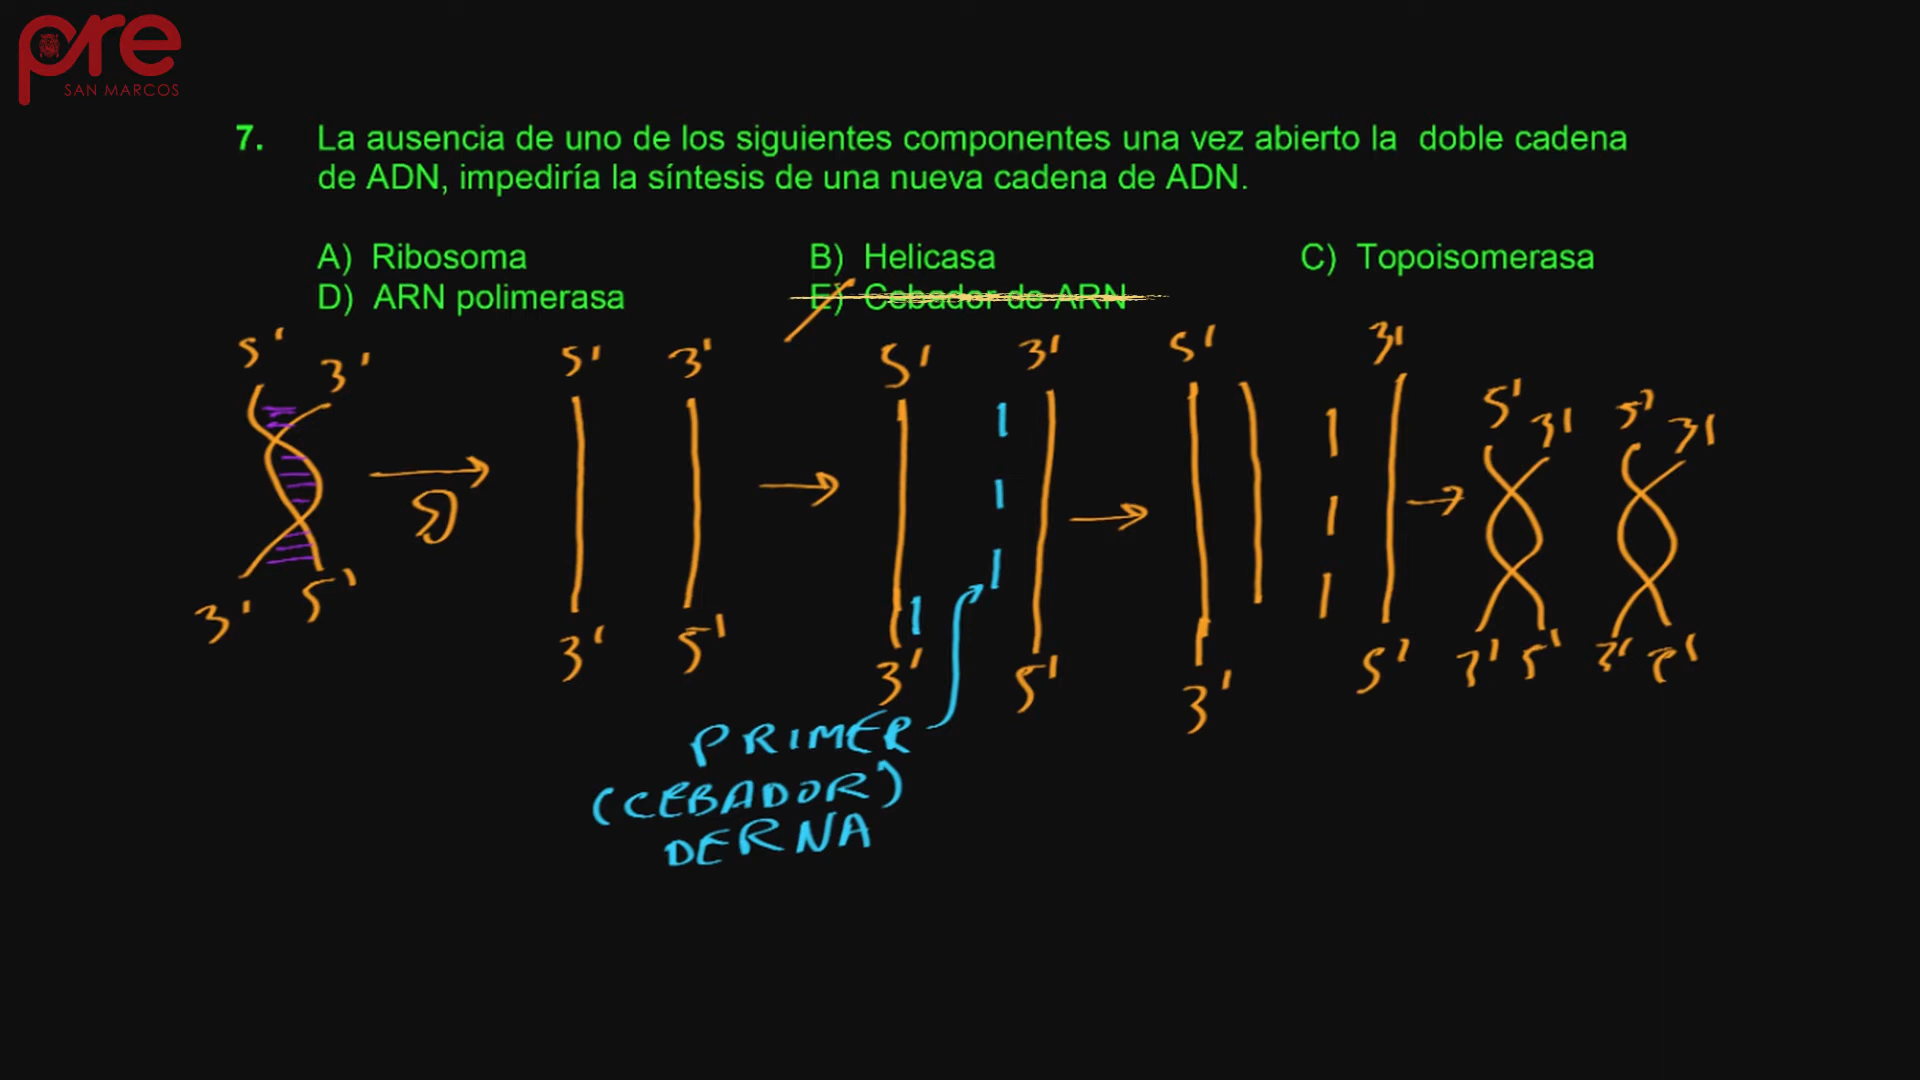 pre
SAN MARCOS
7. La ausencia de uno de los siguientes componentes una vez abierto la doble cadena
de ADN, impediría la síntesis de una nueva cadena de ADN.
A) Ribosoma B) Helicasa C) Topoisomerasa
D) ARN polimerasa E) Cebador de ARN
5' 3' 5' 3' 5' 3' 5' 3' 5' 3' 5' 3'
3' 5' 3' 5' 3' 5' 3' 5' 3' 5' 3'
PRIMER
(CEBADOR)
DERNA